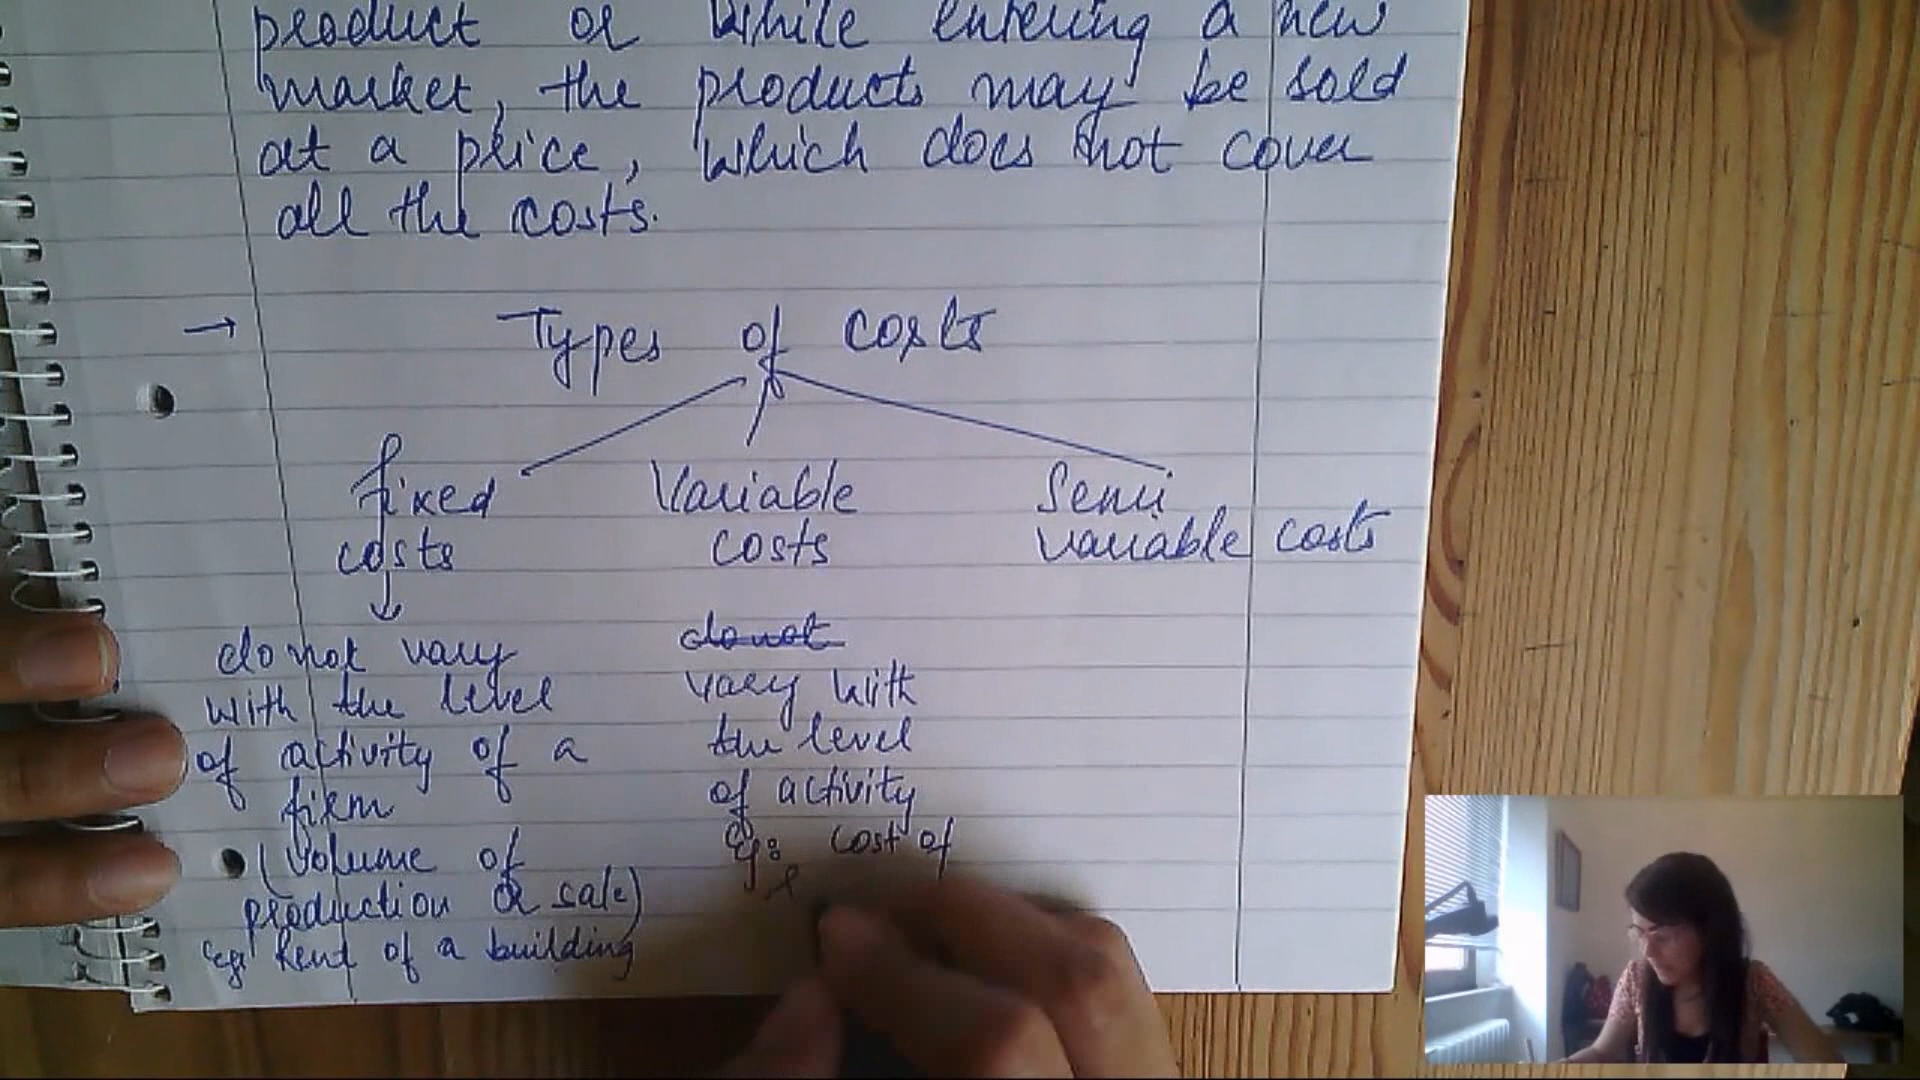 product or while entering a new
market, the products may be sold
at a price, which does not cover
all the costs.
→ Types of costs
fixed
costs
do not vary
with the level
of activity of a
firm
(Volume of
production or sale)
eg: Rent of a building
Variable
costs
do not
vary with
the level
of activity
eg: cost of
Semi
variable costs